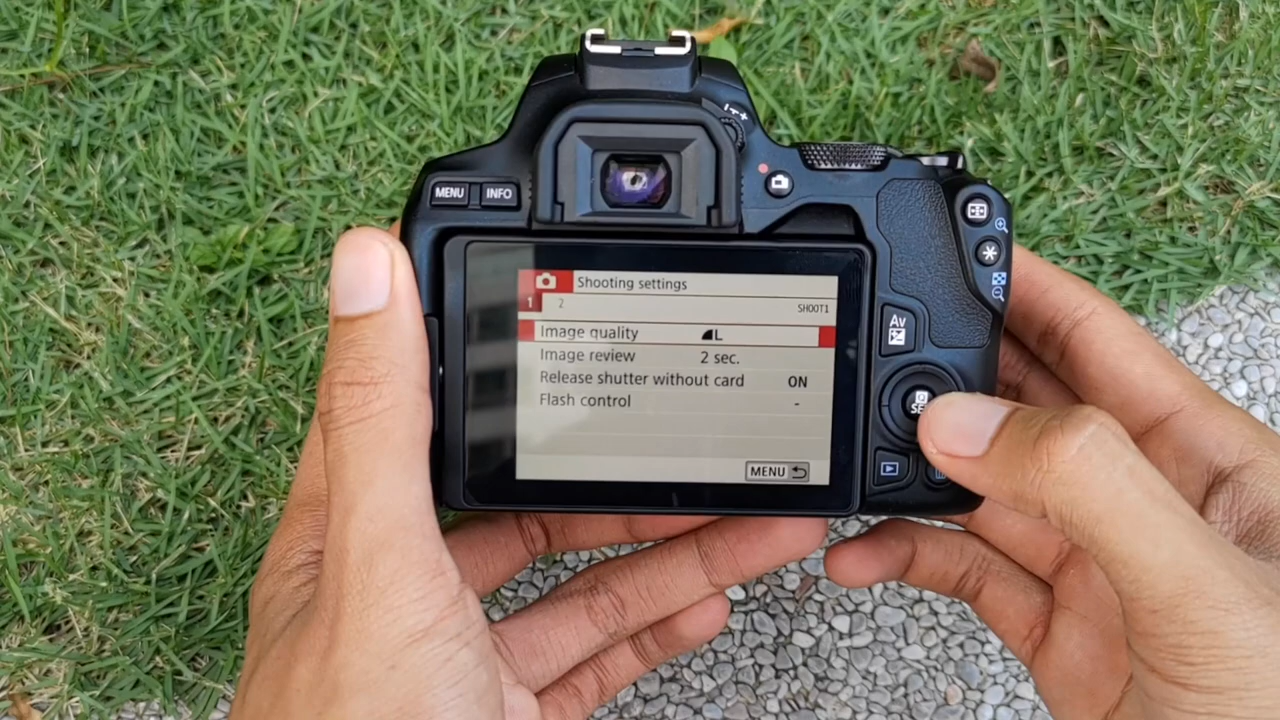 MENU INFO
Shooting settings
1 2 SHOOT1
Image quality L
Image review 2 sec.
Release shutter without card ON
Flash control -
MENU
Av